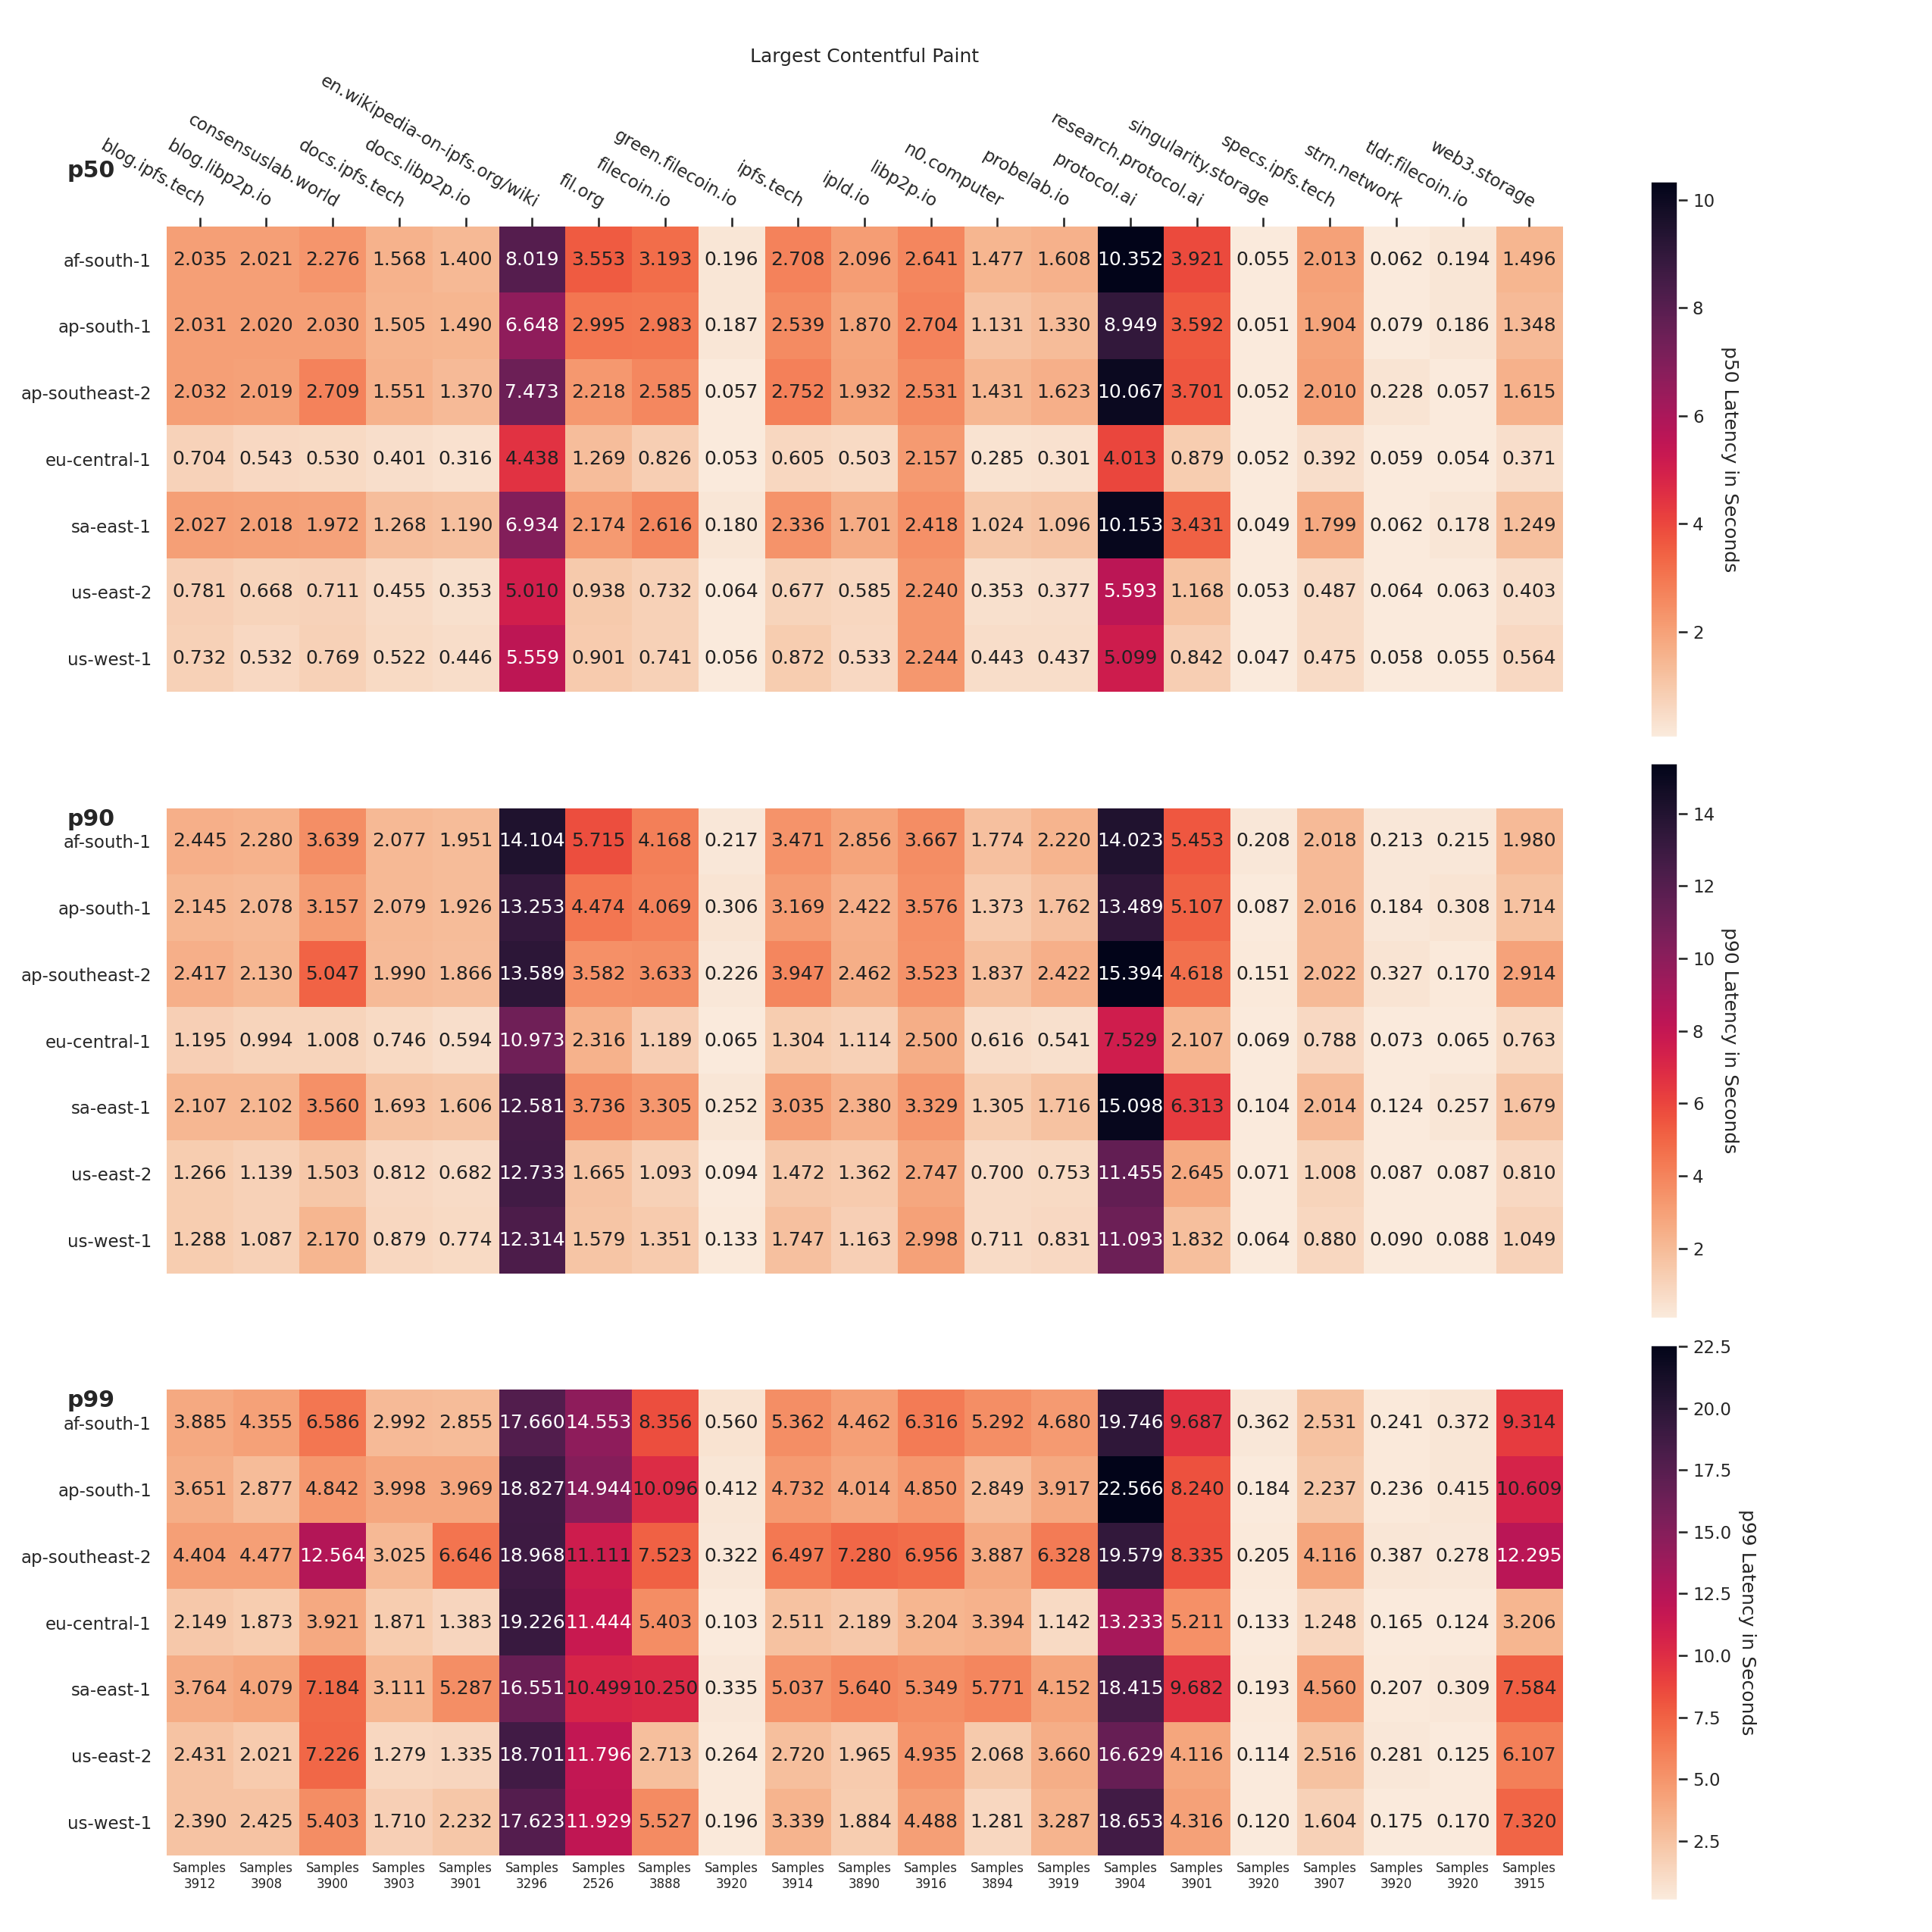 Largest Contentful Paint
p50
blog.ipfs.tech
blog.libp2p.io
consensuslab.world
docs.ipfs.tech
docs.libp2p.io
en.wikipedia-on-ipfs.org/wiki
fil.org
filecoin.io
green.filecoin.io
ipfs.tech
ipld.io
libp2p.io
n0.computer
probelab.io
protocol.ai
research.protocol.ai
singularity.storage
specs.ipfs.tech
strn.network
tldr.filecoin.io
web3.storage
af-south-1 2.035 2.021 2.276 1.568 1.400 8.019 3.553 3.193 0.196 2.708 2.096 2.641 1.477 1.608 10.352 3.921 0.055 2.013 0.062 0.194 1.496
ap-south-1 2.031 2.020 2.030 1.505 1.490 6.648 2.995 2.983 0.187 2.539 1.870 2.704 1.131 1.330 8.949 3.592 0.051 1.904 0.079 0.186 1.348
ap-southeast-2 2.032 2.019 2.709 1.551 1.370 7.473 2.218 2.585 0.057 2.752 1.932 2.531 1.431 1.623 10.067 3.701 0.052 2.010 0.228 0.057 1.615
eu-central-1 0.704 0.543 0.530 0.401 0.316 4.438 1.269 0.826 0.053 0.605 0.503 2.157 0.285 0.301 4.013 0.879 0.052 0.392 0.059 0.054 0.371
sa-east-1 2.027 2.018 1.972 1.268 1.190 6.934 2.174 2.616 0.180 2.336 1.701 2.418 1.024 1.096 10.153 3.431 0.049 1.799 0.062 0.178 1.249
us-east-2 0.781 0.668 0.711 0.455 0.353 5.010 0.938 0.732 0.064 0.677 0.585 2.240 0.353 0.377 5.593 1.168 0.053 0.487 0.064 0.063 0.403
us-west-1 0.732 0.532 0.769 0.522 0.446 5.559 0.901 0.741 0.056 0.872 0.533 2.244 0.443 0.437 5.099 0.842 0.047 0.475 0.058 0.055 0.564
10
8
6
4
2
p50 Latency in Seconds
p90
af-south-1 2.445 2.280 3.639 2.077 1.951 14.104 5.715 4.168 0.217 3.471 2.856 3.667 1.774 2.220 14.023 5.453 0.208 2.018 0.213 0.215 1.980
ap-south-1 2.145 2.078 3.157 2.079 1.926 13.253 4.474 4.069 0.306 3.169 2.422 3.576 1.373 1.762 13.489 5.107 0.087 2.016 0.184 0.308 1.714
ap-southeast-2 2.417 2.130 5.047 1.990 1.866 13.589 3.582 3.633 0.226 3.947 2.462 3.523 1.837 2.422 15.394 4.618 0.151 2.022 0.327 0.170 2.914
eu-central-1 1.195 0.994 1.008 0.746 0.594 10.973 2.316 1.189 0.065 1.304 1.114 2.500 0.616 0.541 7.529 2.107 0.069 0.788 0.073 0.065 0.763
sa-east-1 2.107 2.102 3.560 1.693 1.606 12.581 3.736 3.305 0.252 3.035 2.380 3.329 1.305 1.716 15.098 6.313 0.104 2.014 0.124 0.257 1.679
us-east-2 1.266 1.139 1.503 0.812 0.682 12.733 1.665 1.093 0.094 1.472 1.362 2.747 0.700 0.753 11.455 2.645 0.071 1.008 0.087 0.087 0.810
us-west-1 1.288 1.087 2.170 0.879 0.774 12.314 1.579 1.351 0.133 1.747 1.163 2.998 0.711 0.831 11.093 1.832 0.064 0.880 0.090 0.088 1.049
14
12
10
8
6
4
2
p90 Latency in Seconds
p99
af-south-1 3.885 4.355 6.586 2.992 2.855 17.660 14.553 8.356 0.560 5.362 4.462 6.316 5.292 4.680 19.746 9.687 0.362 2.531 0.241 0.372 9.314
ap-south-1 3.651 2.877 4.842 3.998 3.969 18.827 14.944 10.096 0.412 4.732 4.014 4.850 2.849 3.917 22.566 8.240 0.184 2.237 0.236 0.415 10.609
ap-southeast-2 4.404 4.477 12.564 3.025 6.646 18.968 11.111 7.523 0.322 6.497 7.280 6.956 3.887 6.328 19.579 8.335 0.205 4.116 0.387 0.278 12.295
eu-central-1 2.149 1.873 3.921 1.871 1.383 19.226 11.444 5.403 0.103 2.511 2.189 3.204 3.394 1.142 13.233 5.211 0.133 1.248 0.165 0.124 3.206
sa-east-1 3.764 4.079 7.184 3.111 5.287 16.551 10.499 10.250 0.335 5.037 5.640 5.349 5.771 4.152 18.415 9.682 0.193 4.560 0.207 0.309 7.584
us-east-2 2.431 2.021 7.226 1.279 1.335 18.701 11.796 2.713 0.264 2.720 1.965 4.935 2.068 3.660 16.629 4.116 0.114 2.516 0.281 0.125 6.107
us-west-1 2.390 2.425 5.403 1.710 2.232 17.623 11.929 5.527 0.196 3.339 1.884 4.488 1.281 3.287 18.653 4.316 0.120 1.604 0.175 0.170 7.320
Samples Samples Samples Samples Samples Samples Samples Samples Samples Samples Samples Samples Samples Samples Samples Samples Samples Samples Samples Samples Samples
3912 3908 3900 3903 3901 3296 2526 3888 3920 3914 3890 3916 3894 3919 3904 3901 3920 3907 3920 3920 3915
22.5
20.0
17.5
15.0
12.5
10.0
7.5
5.0
2.5
p999 Latency in Seconds